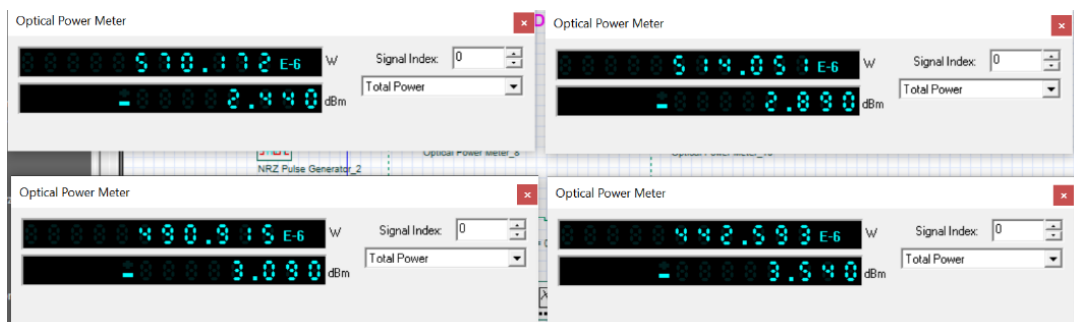 Optical Power Meter
570.172 E-6 W
Signal Index: 0
Total Power
-2.440 dBm
Optical Power Meter
514.051 E-6 W
Signal Index: 0
Total Power
-2.890 dBm
NRZ Pulse Generator_2
Optical Power Meter_8
Optical Power Meter
490.915 E-6 W
Signal Index: 0
Total Power
-3.090 dBm
Optical Power Meter
442.593 E-6 W
Signal Index: 0
Total Power
-3.540 dBm